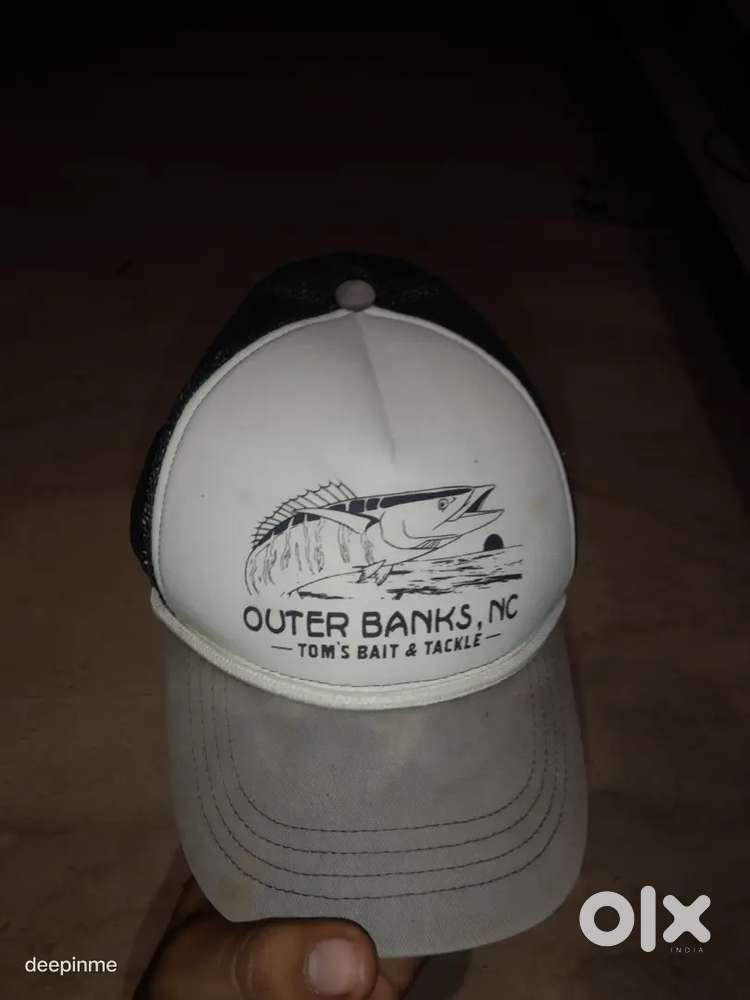 OUTER BANKS, NC
— TOM'S BAIT & TACKLE —
olx
INDIA
deepinme